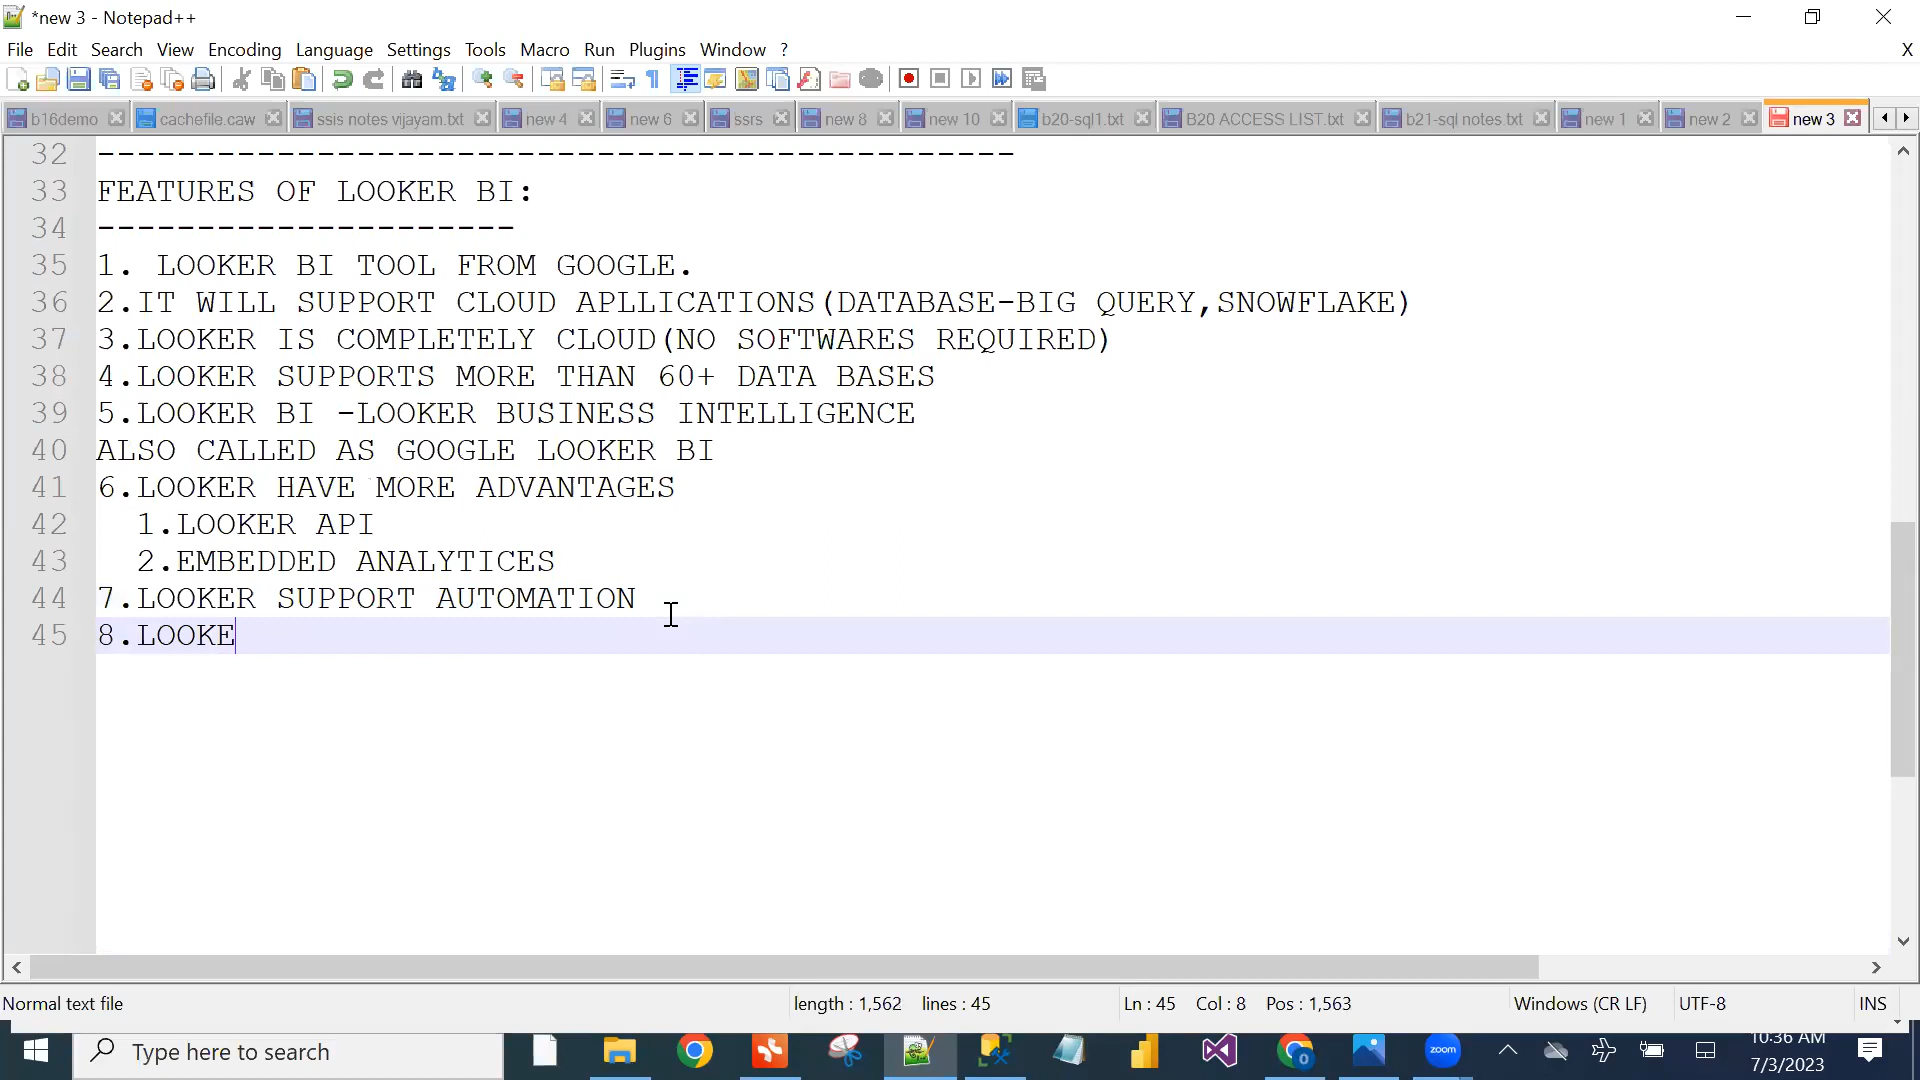 *new 3 - Notepad++
File Edit Search View Encoding Language Settings Tools Macro Run Plugins Window ?
X
b16demo cachefile.caw ssis notes vijayam.txt new 4 new 6 ssrs new 8 new 10 b20-sql1.txt B20 ACCESS LIST.txt b21-sql notes.txt new 1 new 2 new 3
32 ----------------------------------------------
33 FEATURES OF LOOKER BI:
34 ---------------------
35 1. LOOKER BI TOOL FROM GOOGLE.
36 2.IT WILL SUPPORT CLOUD APLLICATIONS(DATABASE-BIG QUERY,SNOWFLAKE)
37 3.LOOKER IS COMPLETELY CLOUD(NO SOFTWARES REQUIRED)
38 4.LOOKER SUPPORTS MORE THAN 60+ DATA BASES
39 5.LOOKER BI -LOOKER BUSINESS INTELLIGENCE
40 ALSO CALLED AS GOOGLE LOOKER BI
41 6.LOOKER HAVE MORE ADVANTAGES
42 1.LOOKER API
43 2.EMBEDDED ANALYTICES
44 7.LOOKER SUPPORT AUTOMATION
45 8.LOOKE
Normal text file length : 1,562 lines : 45 Ln : 45 Col : 8 Pos : 1,563 Windows (CR LF) UTF-8 INS
Type here to search
zoom
10:36 AM
7/3/2023